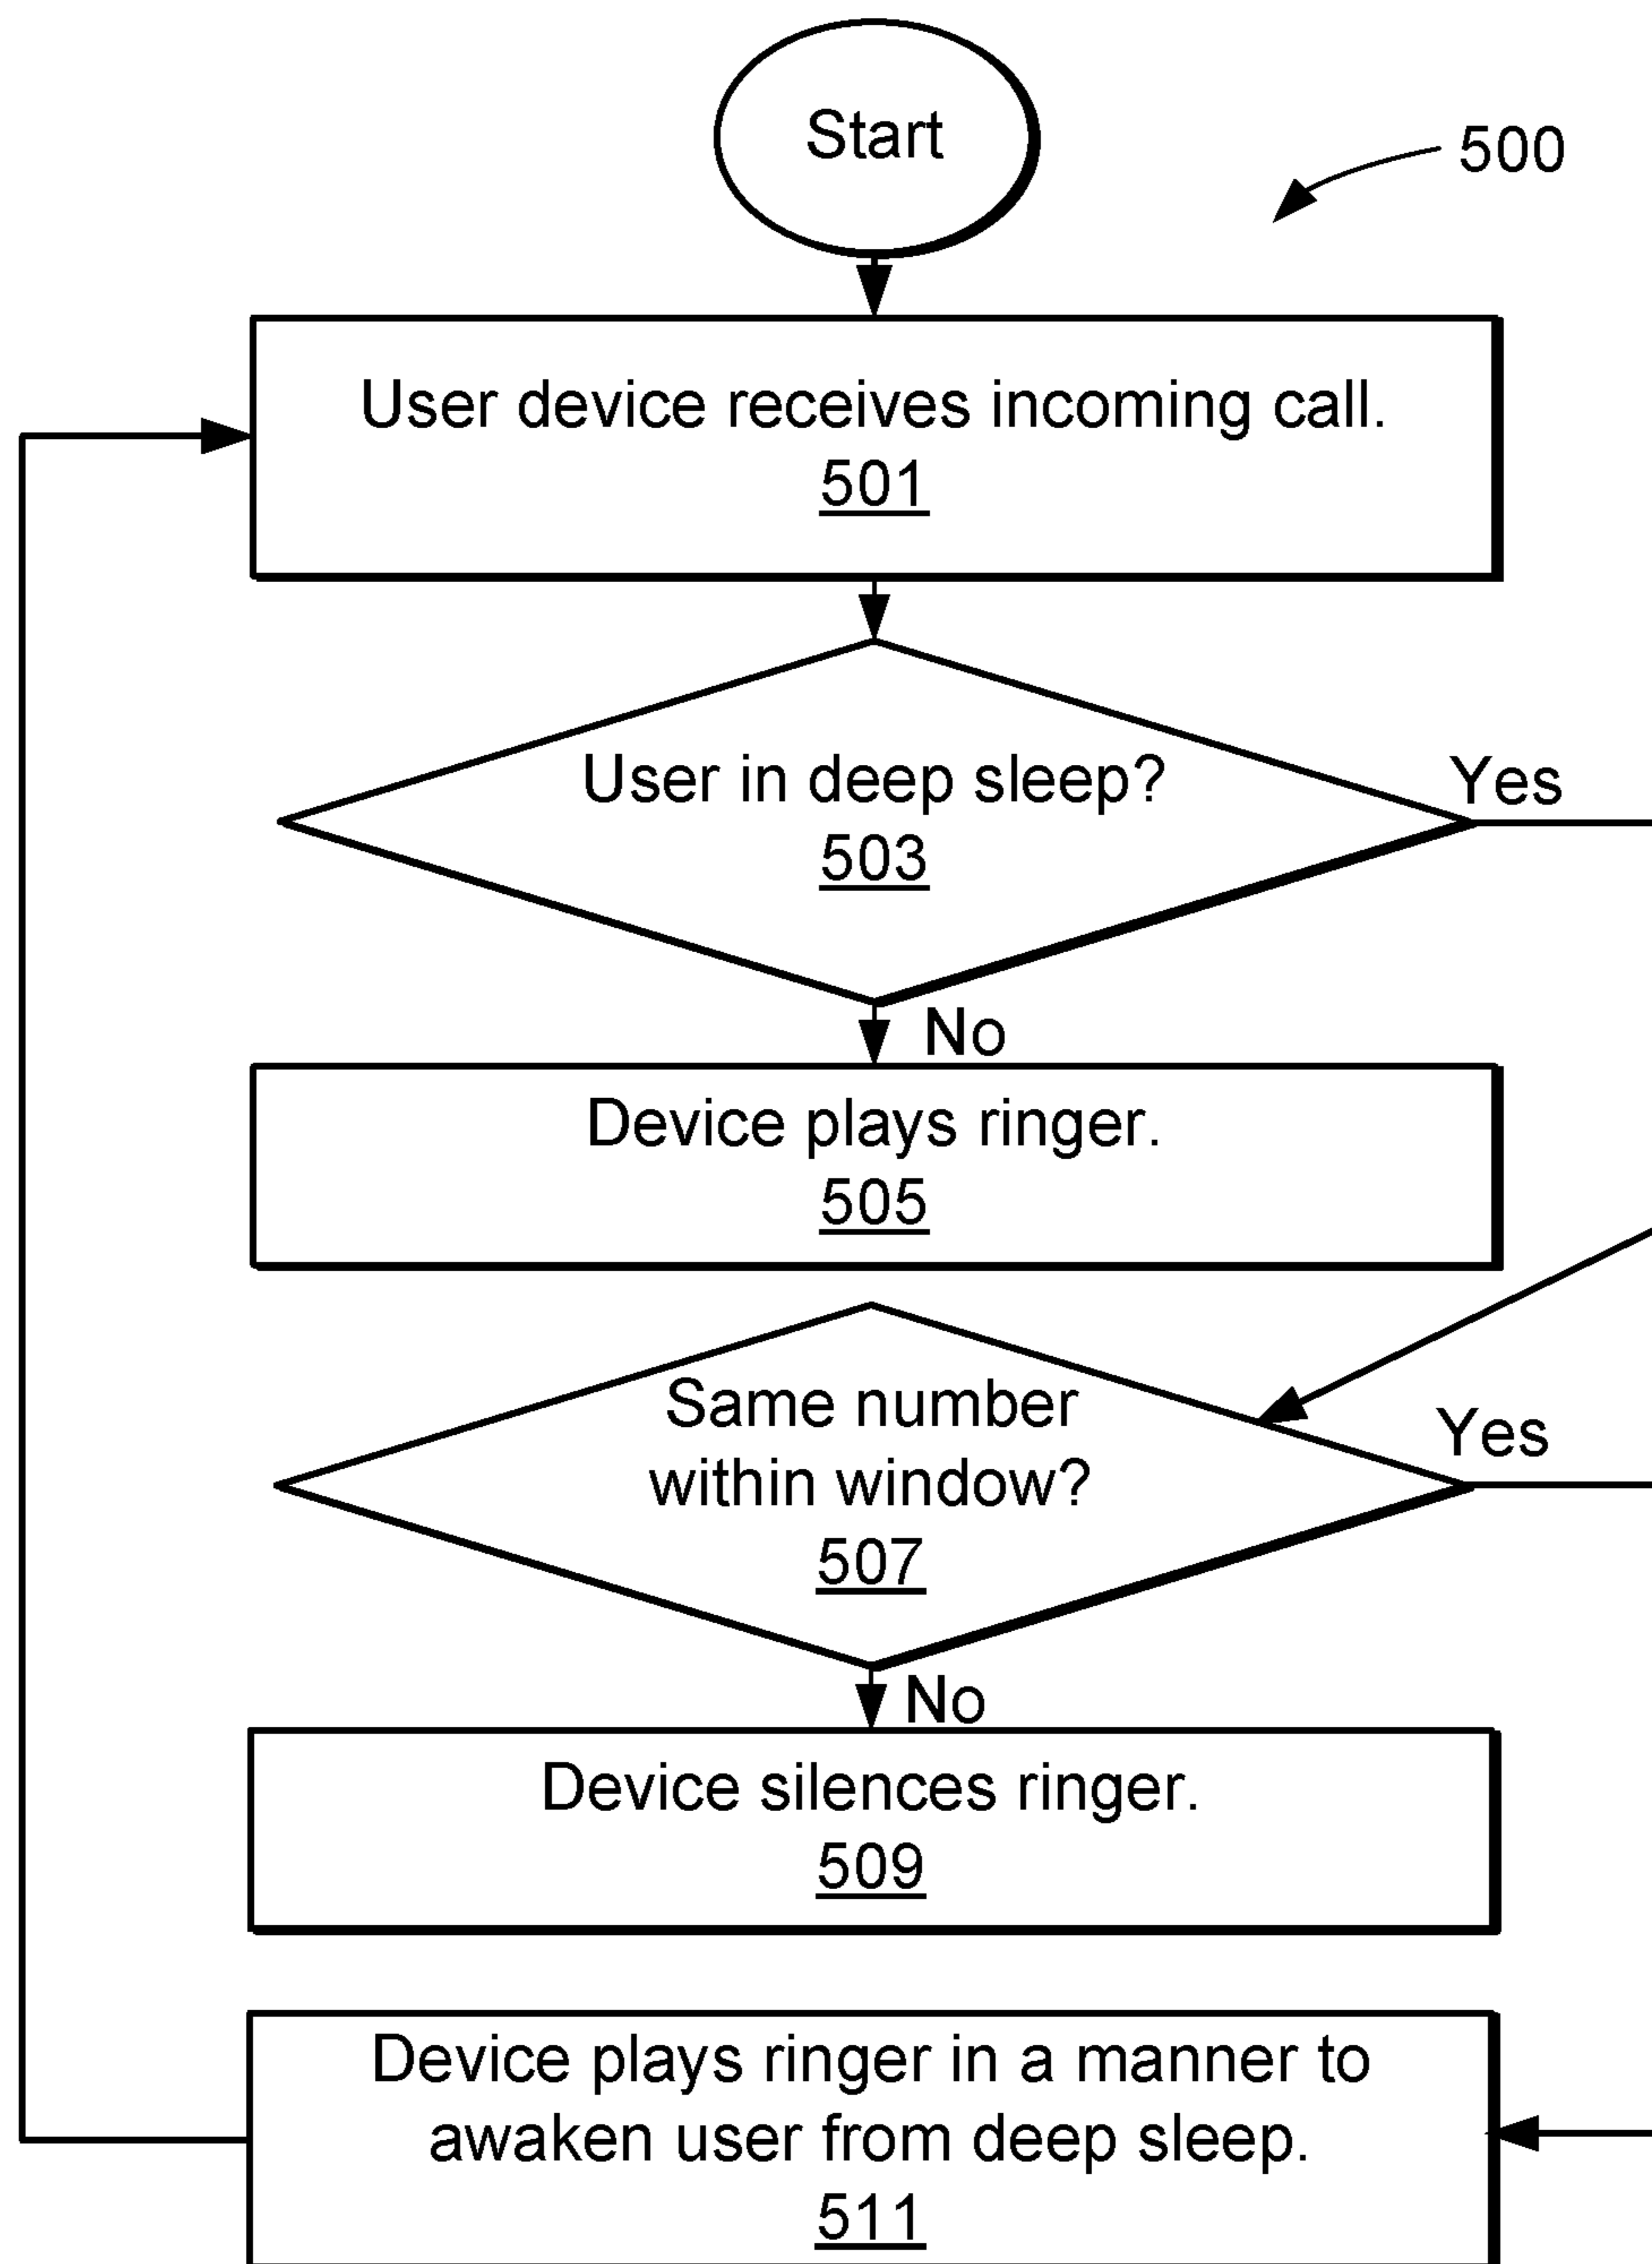 Start
500
User device receives incoming call.
501
User in deep sleep?
503
Yes
No
Device plays ringer.
505
Same number
within window?
507
Yes
No
Device silences ringer.
509
Device plays ringer in a manner to
awaken user from deep sleep.
511